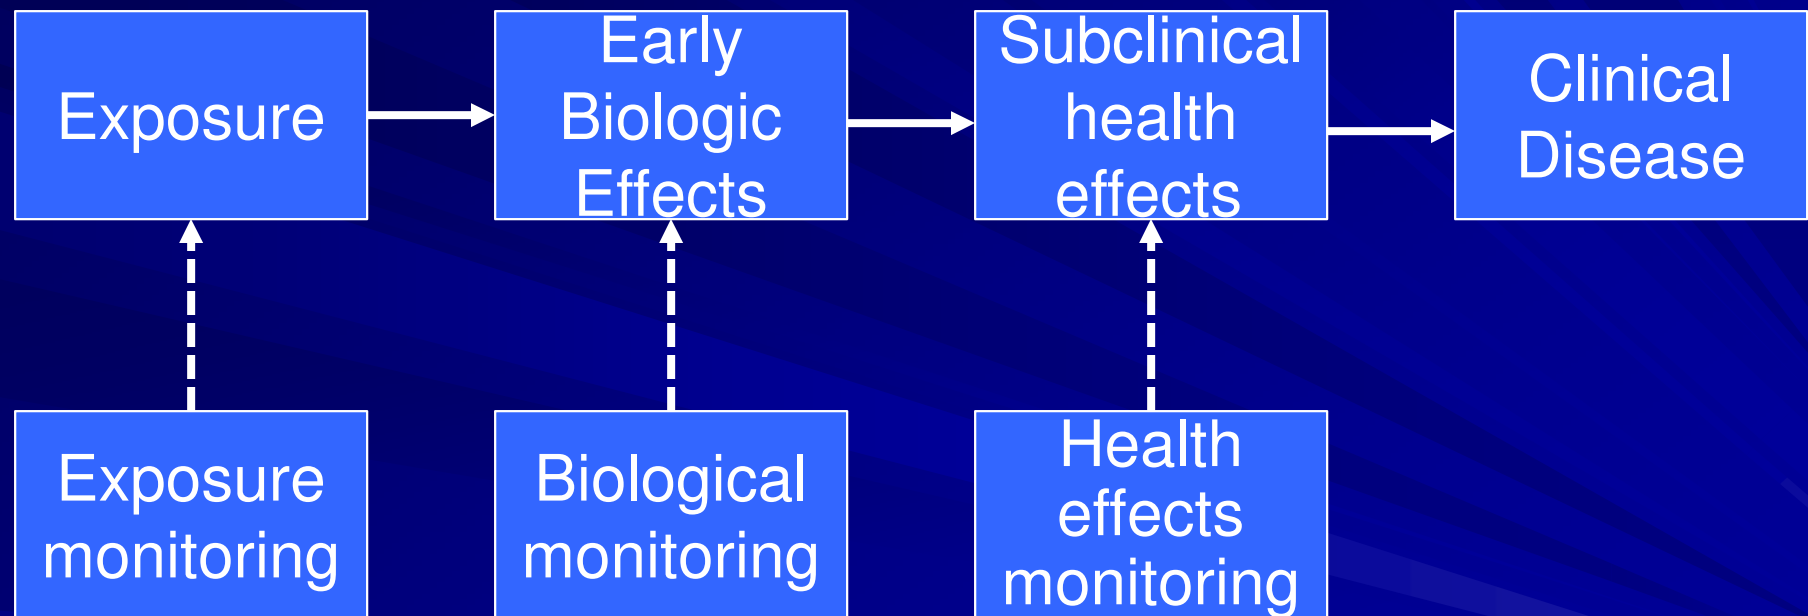 Exposure
Early
Biologic
Effects
Subclinical
health
effects
Clinical
Disease
Exposure
monitoring
Biological
monitoring
Health
effects
monitoring